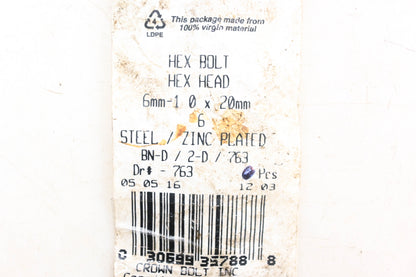 4
LDPE
This package made from
100% virgin material
HEX BOLT
HEX HEAD
6mm-1 0 x 20mm
6
STEEL / ZINC PLATED
BN-D / 2-D / 763
Dr# - 763
Pcs
05 05 16
12 03
0 30699 35788 8
CROWN BOLT INC